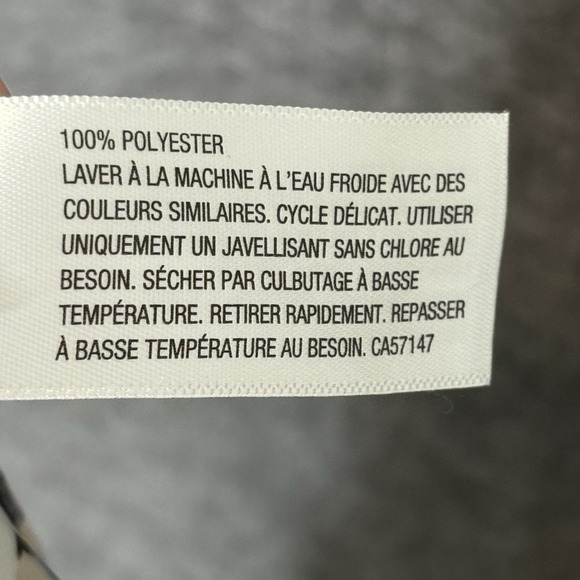 100% POLYESTER
LAVER À LA MACHINE À L'EAU FROIDE AVEC DES
COULEURS SIMILAIRES. CYCLE DÉLICAT. UTILISER
UNIQUEMENT UN JAVELLISANT SANS CHLORE AU
BESOIN. SÉCHER PAR CULBUTAGE À BASSE
TEMPÉRATURE. RETIRER RAPIDEMENT. REPASSER
À BASSE TEMPÉRATURE AU BESOIN. CA57147